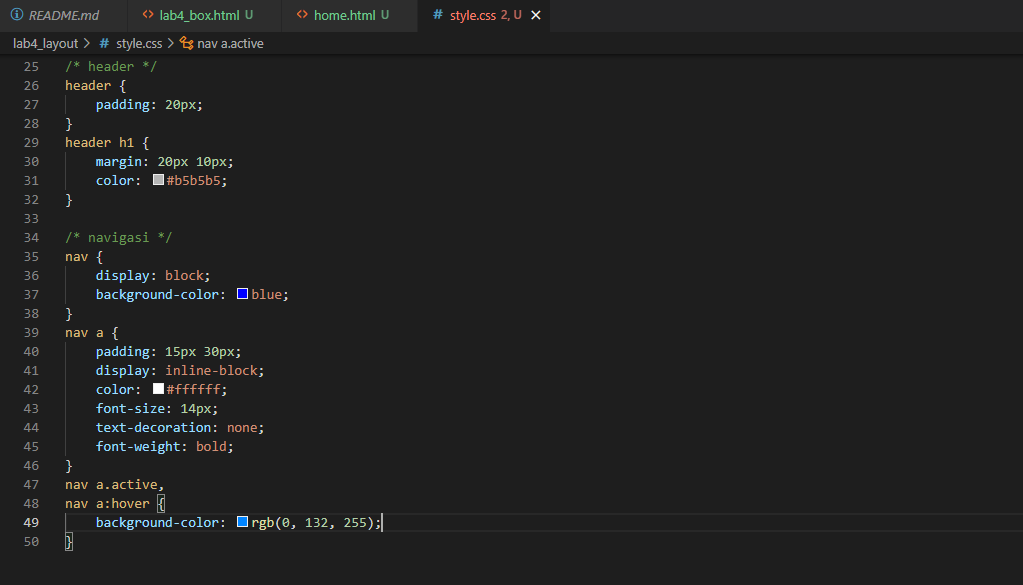 README.md lab4_box.html U home.html U # style.css 2, U
lab4_layout > # style.css > nav a.active
25 /* header */
26 header {
27 padding: 20px;
28 }
29 header h1 {
30 margin: 20px 10px;
31 color: #b5b5b5;
32 }
33
34 /* navigasi */
35 nav {
36 display: block;
37 background-color: blue;
38 }
39 nav a {
40 padding: 15px 30px;
41 display: inline-block;
42 color: #ffffff;
43 font-size: 14px;
44 text-decoration: none;
45 font-weight: bold;
46 }
47 nav a.active,
48 nav a:hover {
49 background-color: rgb(0, 132, 255);
50 }